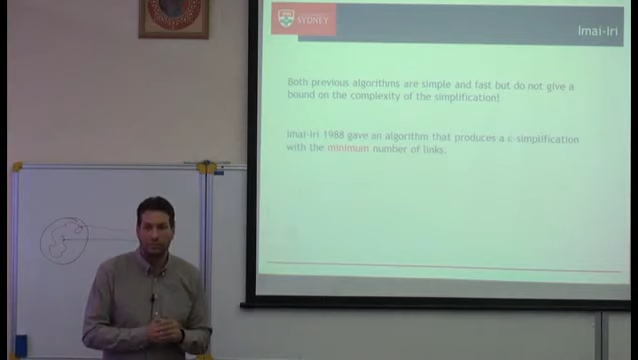 SYDNEY
Imai-Iri
Both previous algorithms are simple and fast but do not give a
bound on the complexity of the simplification!
Imai-Iri 1988 gave an algorithm that produces a ε-simplification
with the minimum number of links.